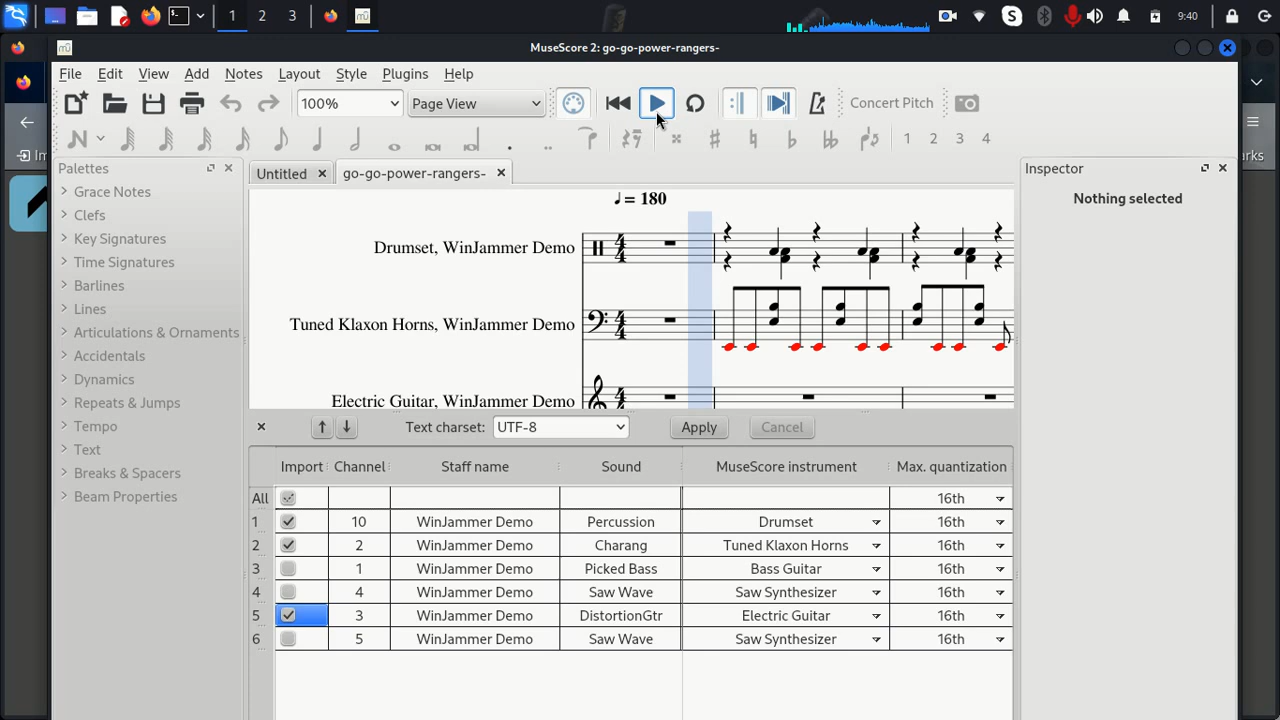 1 2 3 9:40
MuseScore 2: go-go-power-rangers-
File Edit View Add Notes Layout Style Plugins Help
100% Page View Concert Pitch
1 2 3 4
Palettes
Untitled go-go-power-rangers-
Inspector
Nothing selected
Grace Notes
Clefs
Key Signatures
Time Signatures
Barlines
Lines
Articulations & Ornaments
Accidentals
Dynamics
Repeats & Jumps
Tempo
Text
Breaks & Spacers
Beam Properties
= 180
Drumset, WinJammer Demo
Tuned Klaxon Horns, WinJammer Demo
Electric Guitar, WinJammer Demo
Text charset: UTF-8 Apply Cancel
Import Channel Staff name Sound MuseScore instrument Max. quantization
All 16th
1 10 WinJammer Demo Percussion Drumset 16th
2 2 WinJammer Demo Charang Tuned Klaxon Horns 16th
3 1 WinJammer Demo Picked Bass Bass Guitar 16th
4 4 WinJammer Demo Saw Wave Saw Synthesizer 16th
5 3 WinJammer Demo DistortionGtr Electric Guitar 16th
6 5 WinJammer Demo Saw Wave Saw Synthesizer 16th